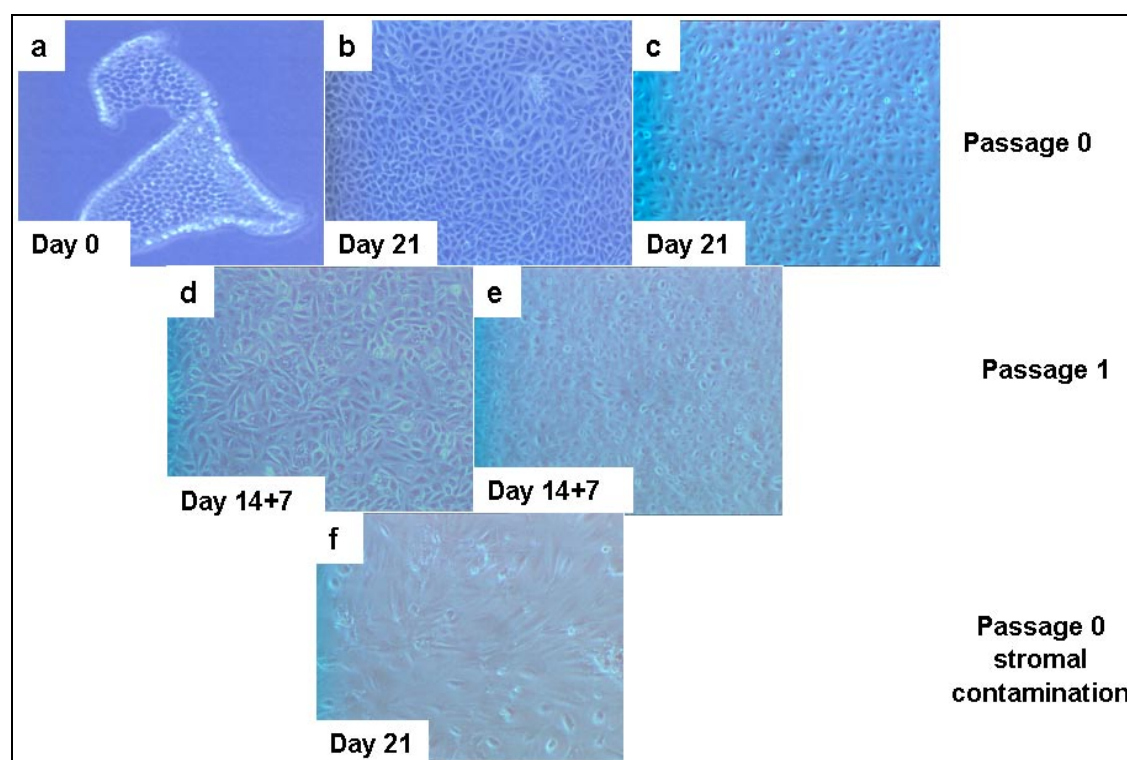 a
b
c
Passage 0
Day 0
Day 21
Day 21
d
e
Passage 1
Day 14+7
Day 14+7
f
Passage 0
stromal
contamination
Day 21